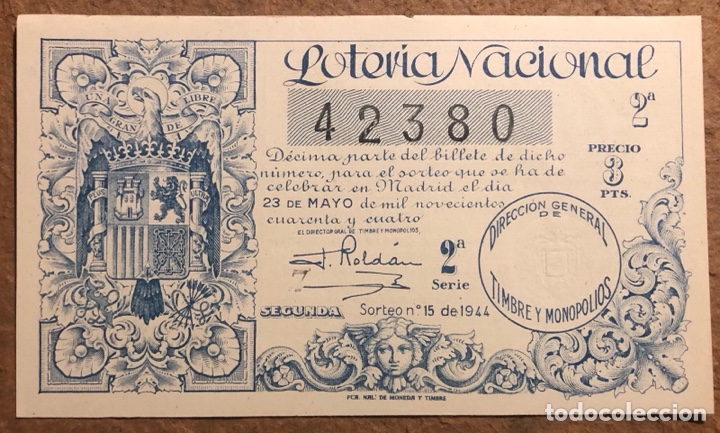 Lotería Nacional
UNA GRANDE LIBRE
42380
2ª
PRECIO
3
PTS.
Décima parte del billete de dicho
número, para el sorteo que se ha de
celebrar en Madrid el día
23 DE MAYO de mil novecientos
cuarenta y cuatro
EL DIRECTOR GRAL DE TIMBRE Y MONOPOLIOS,
J. Roldán
2ª
Serie
DIRECCIÓN GENERAL
DE
TIMBRE Y MONOPOLIOS
SEGUNDA
Sorteo nº 15 de 1944
FCA. NAL. DE MONEDA Y TIMBRE
todocoleccion.net